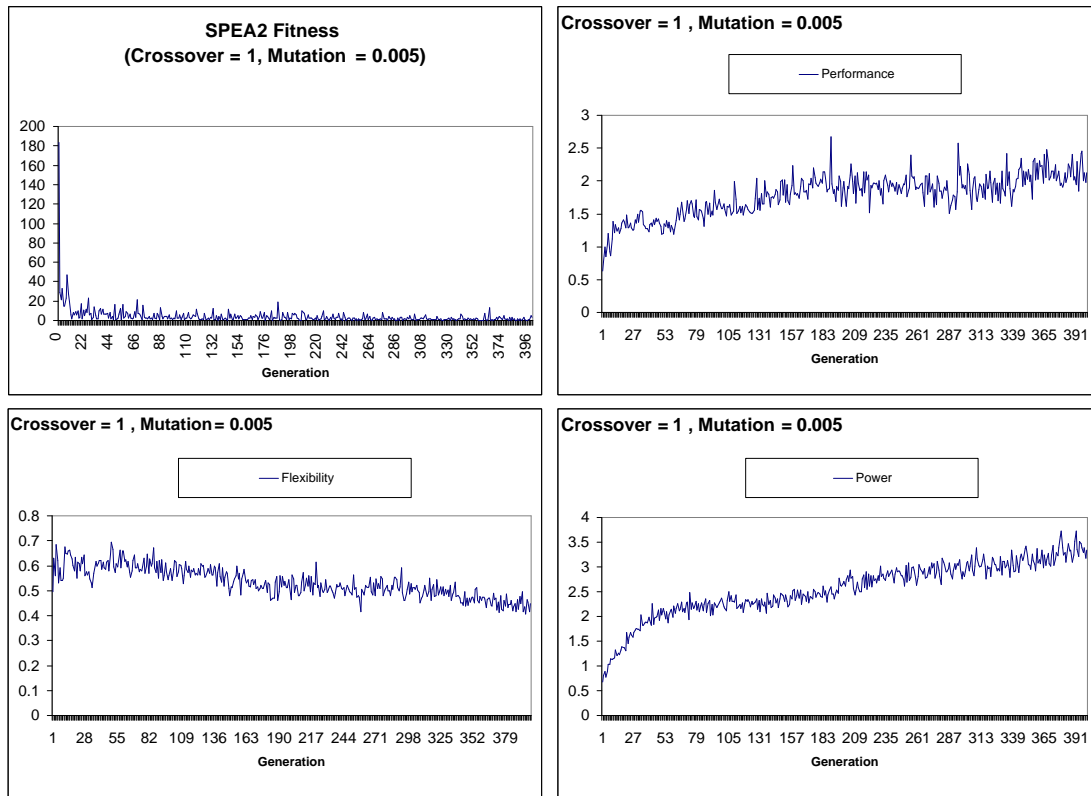 SPEA2 Fitness
(Crossover = 1, Mutation = 0.005)
200
180
160
140
120
100
80
60
40
20
0
0 22 44 66 88 110 132 154 176 198 220 242 264 286 308 330 352 374 396
Generation
Crossover = 1 , Mutation = 0.005
Performance
3
2.5
2
1.5
1
0.5
0
1 27 53 79 105 131 157 183 209 235 261 287 313 339 365 391
Generation
Crossover = 1 , Mutation = 0.005
Flexibility
0.8
0.7
0.6
0.5
0.4
0.3
0.2
0.1
0
1 28 55 82 109 136 163 190 217 244 271 298 325 352 379
Generation
Crossover = 1 , Mutation = 0.005
Power
4
3.5
3
2.5
2
1.5
1
0.5
0
1 27 53 79 105 131 157 183 209 235 261 287 313 339 365 391
Generation